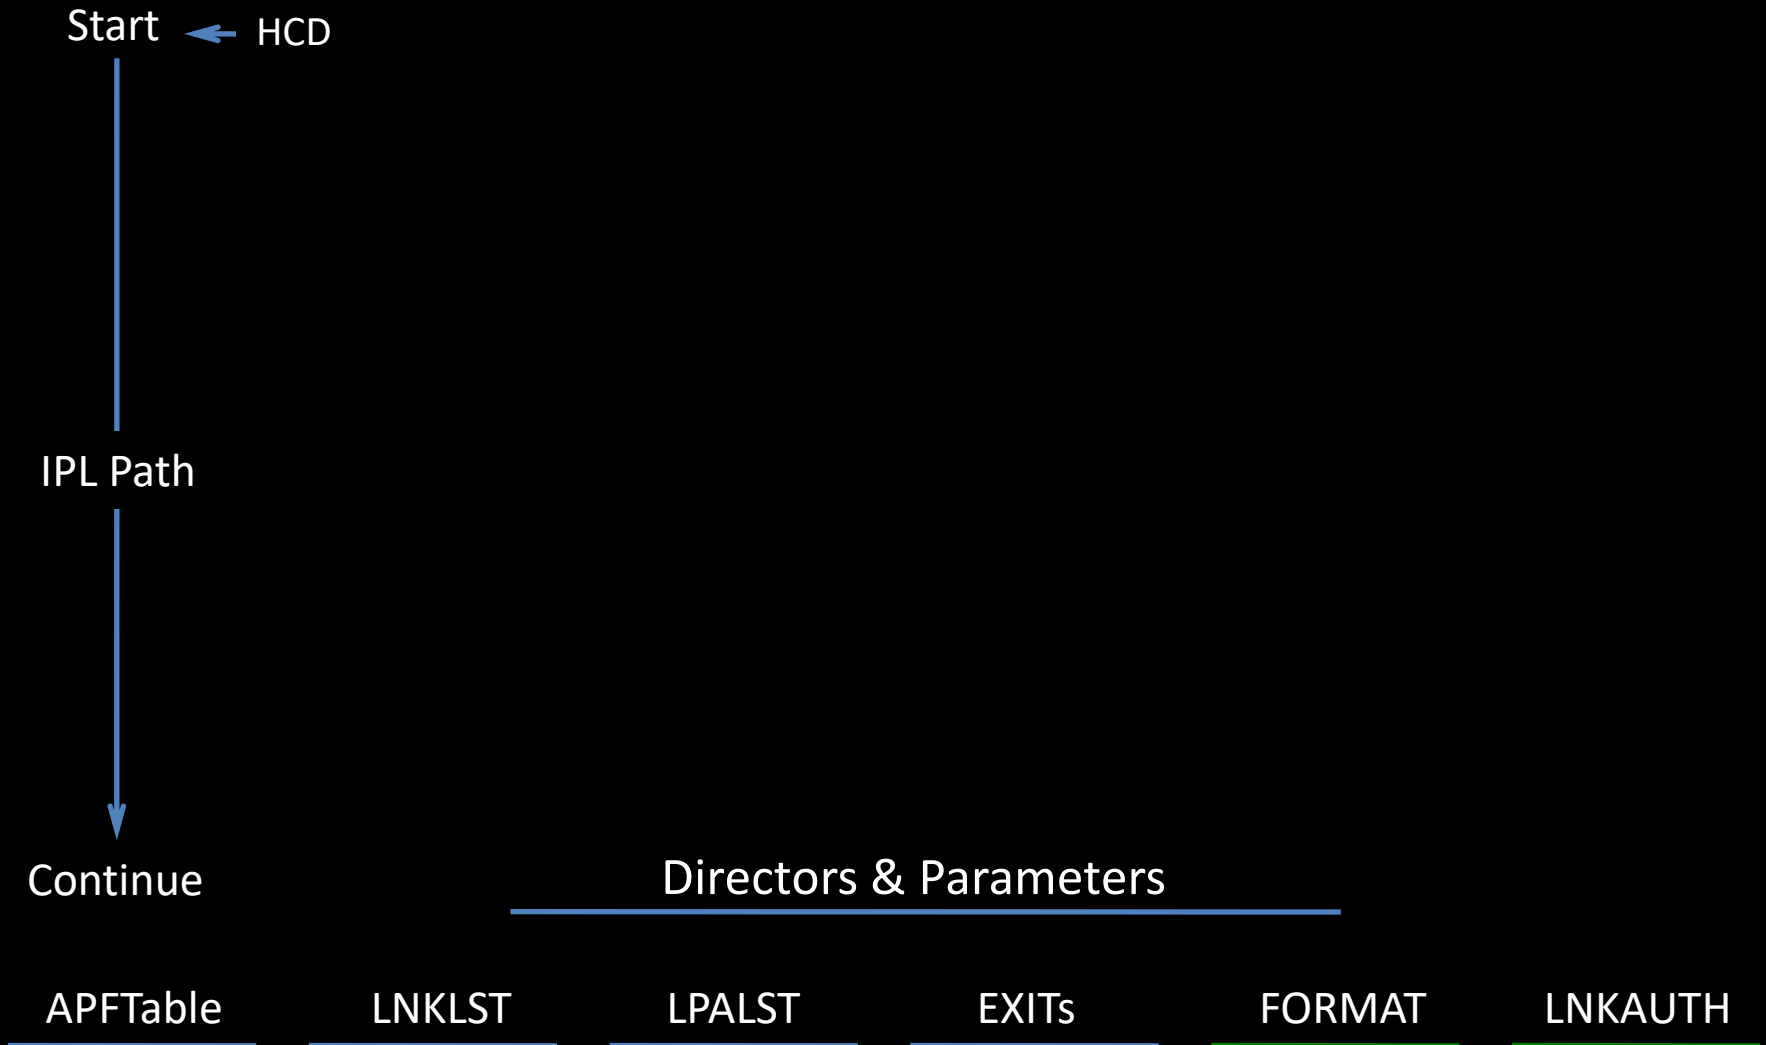 Start HCD
IPL Path
Continue
Directors & Parameters
APFTable LNKLST LPALST EXITs FORMAT LNKAUTH